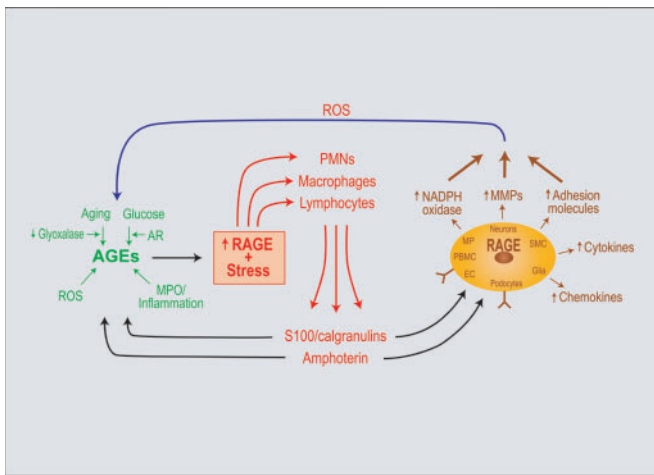 ROS
PMNs
Macrophages
Lymphocytes
Aging Glucose
↓ Glyoxalase AR
AGEs
ROS MPO/
Inflammation
↑ RAGE
+
Stress
S100/calgranulins
Amphoterin
↑ NADPH
oxidase
↑ MMPs
↑ Adhesion
molecules
Neurons
MP RAGE SMC
PBMC
EC Glia
Podocytes
↑ Cytokines
↑ Chemokines